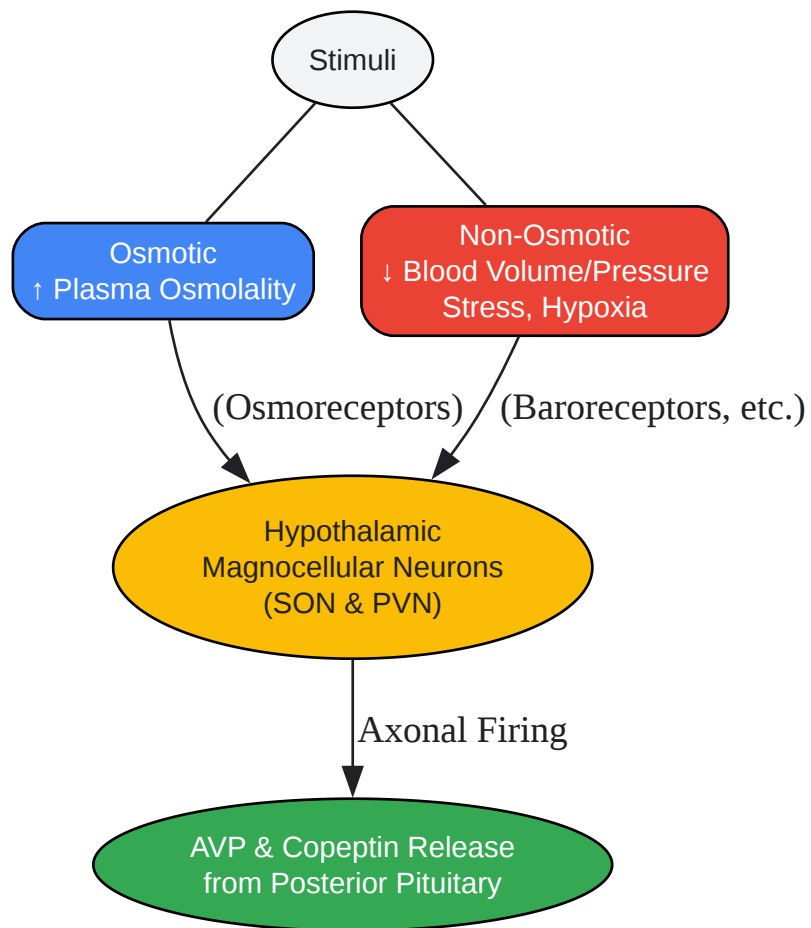 Stimuli
Osmotic
↑ Plasma Osmolality
Non-Osmotic
↓ Blood Volume/Pressure
Stress, Hypoxia
(Osmoreceptors)
(Baroreceptors, etc.)
Hypothalamic
Magnocellular Neurons
(SON & PVN)
Axonal Firing
AVP & Copeptin Release
from Posterior Pituitary